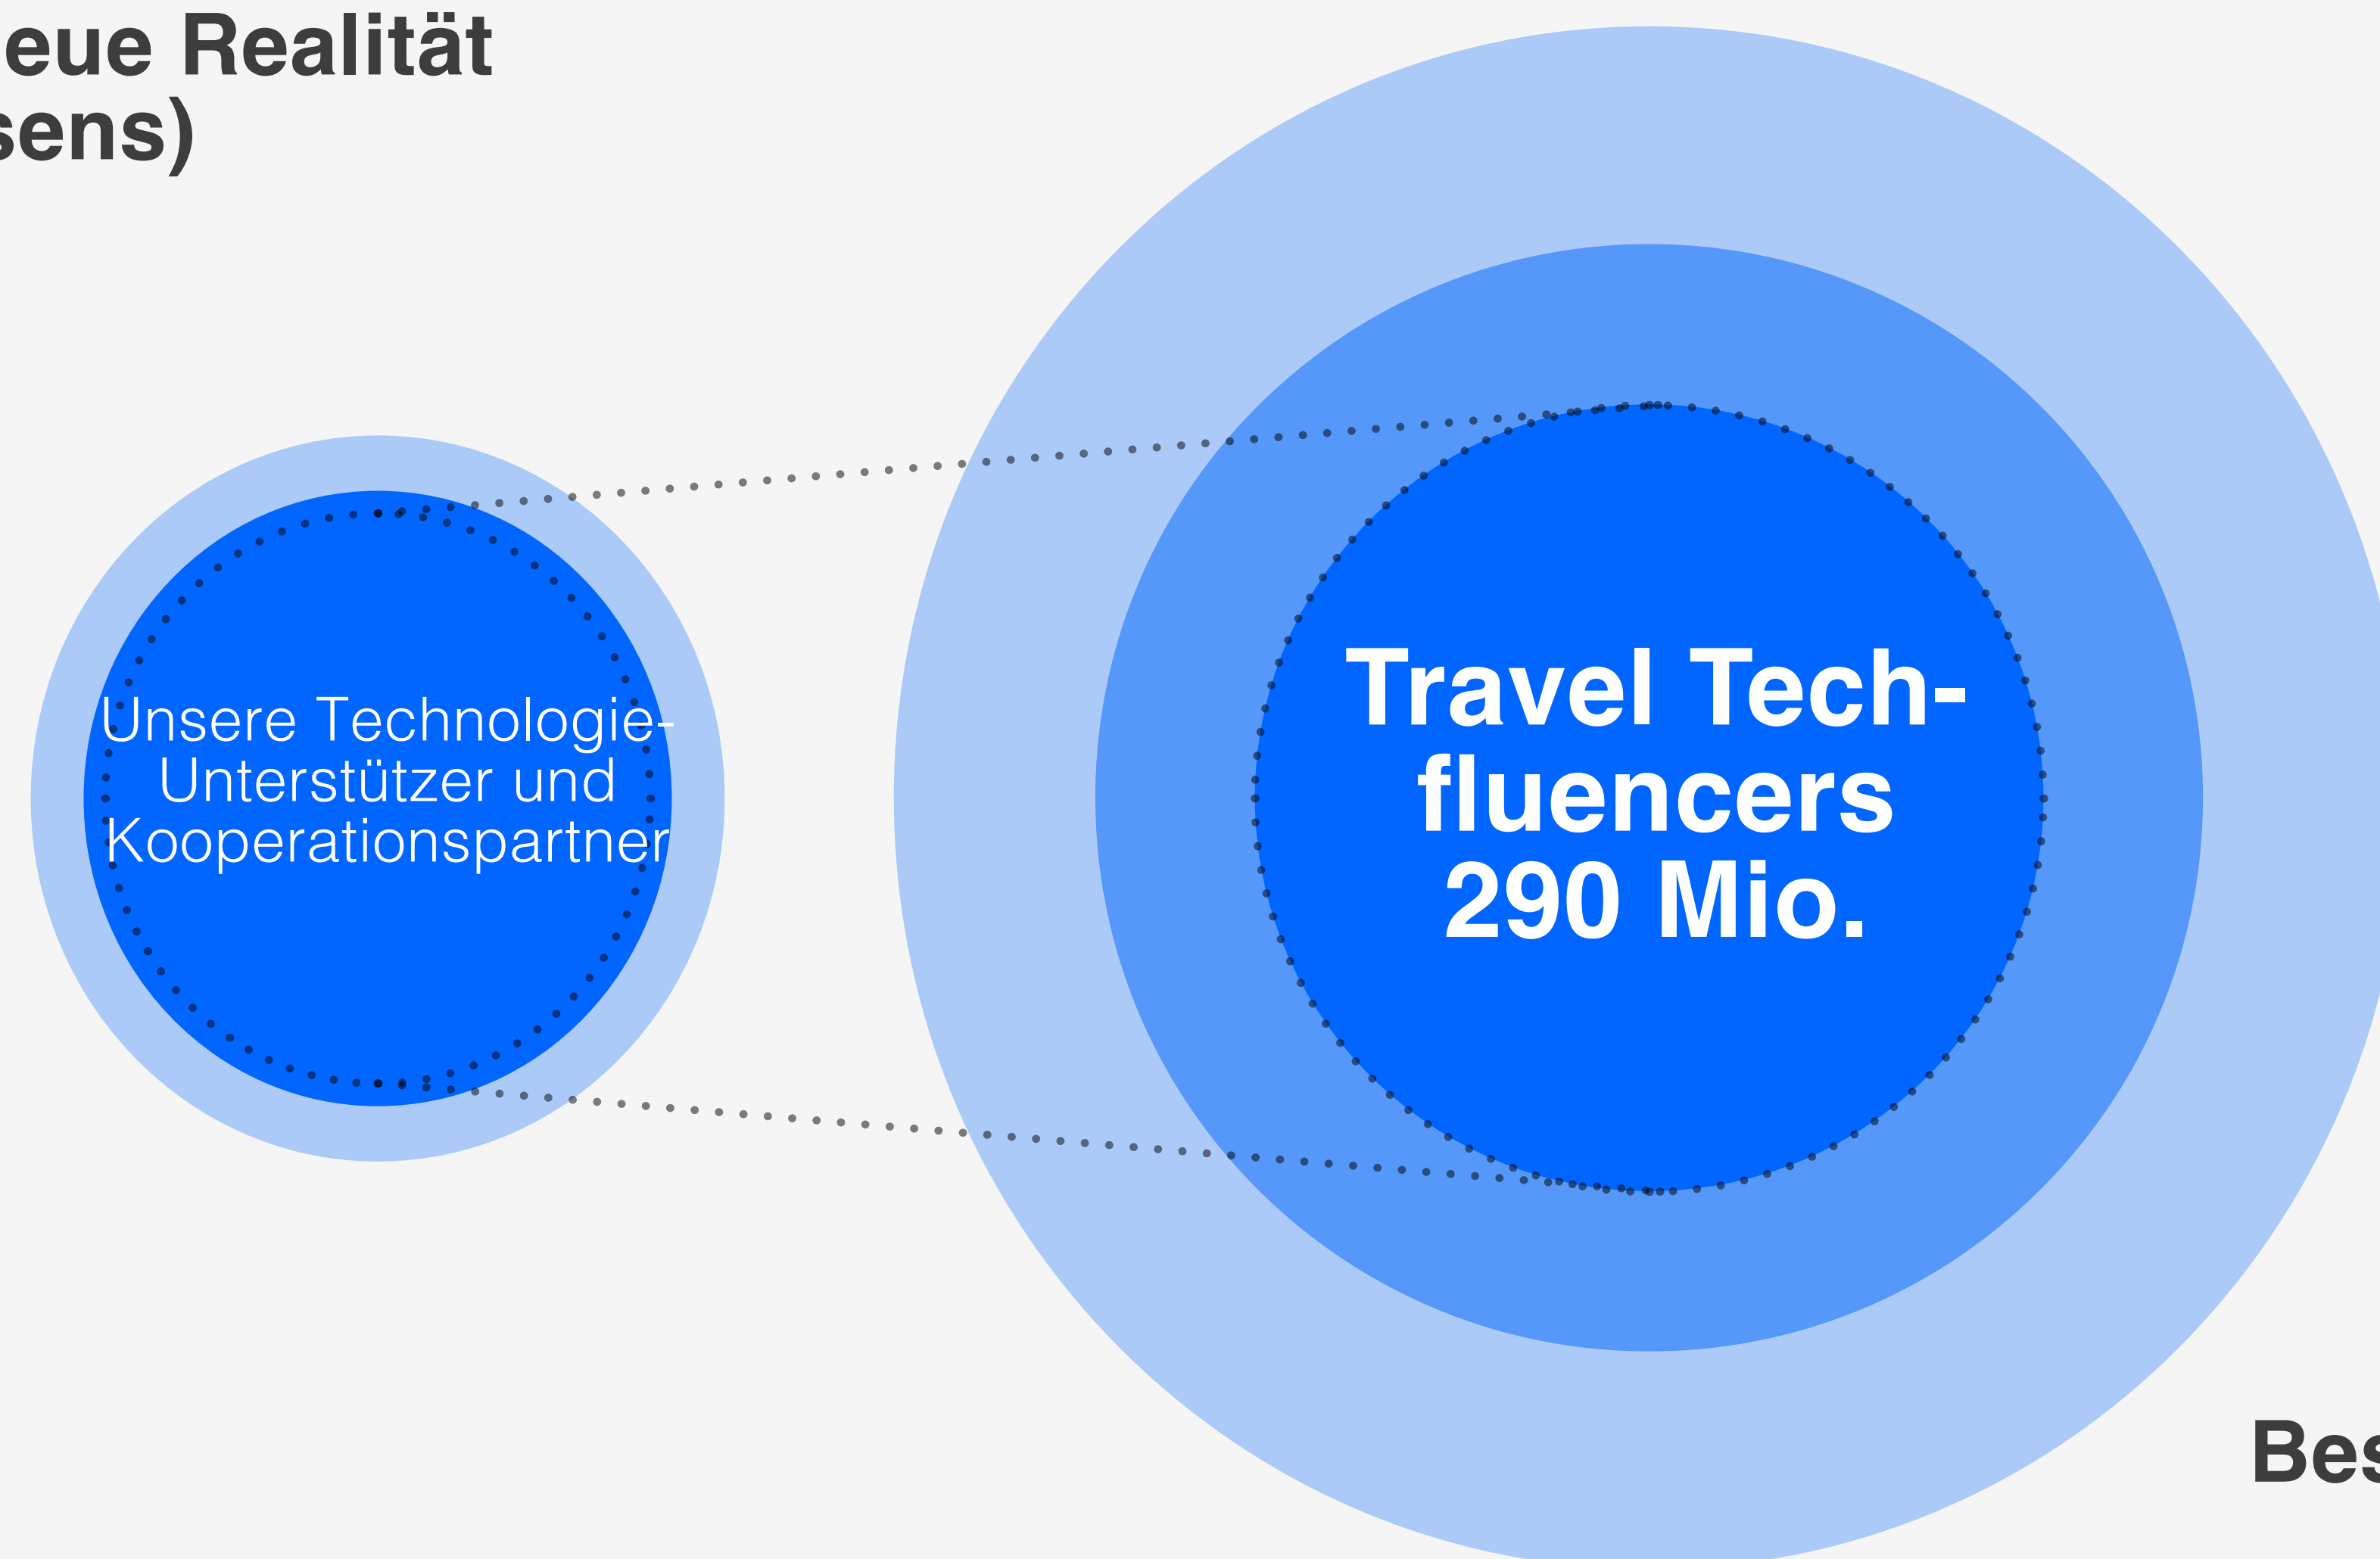 eue Realität
sens)
Unsere Technologie-
Unterstützer und
Kooperationspartner
Travel Tech-
fluencers
290 Mio.
Bes